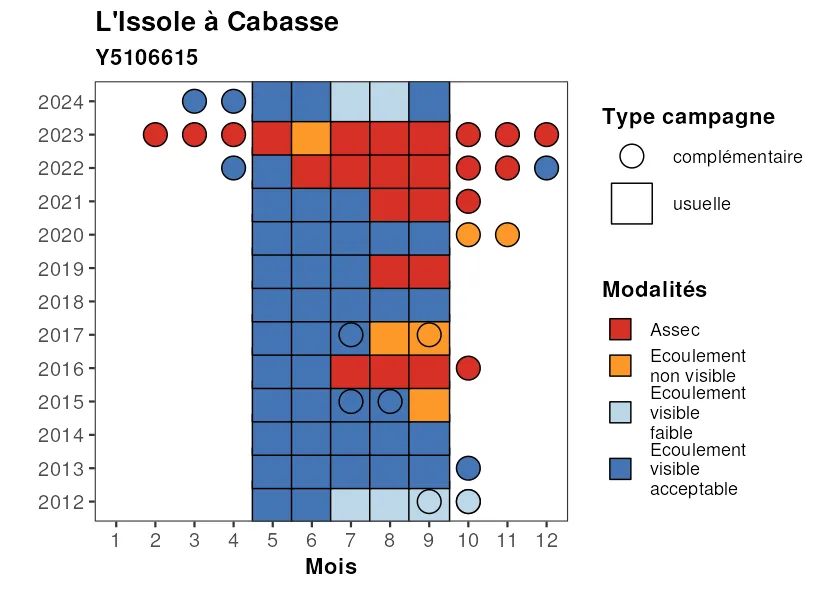 L'Issole à Cabasse
Y5106615
2024
2023
2022
2021
2020
2019
2018
2017
2016
2015
2014
2013
2012
1 2 3 4 5 6 7 8 9 10 11 12
Mois
Type campagne
complémentaire
usuelle
Modalités
Assec
Ecoulement
non visible
Ecoulement
visible
faible
Ecoulement
visible
acceptable